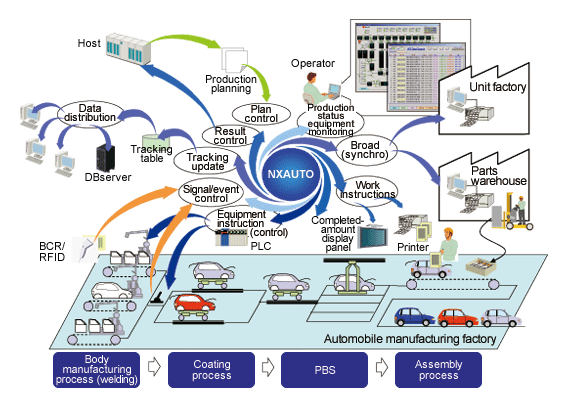 Host
Production
planning
Operator
Plan
control
Production
status
equipment
monitoring
Unit factory
Data
distribution
Result
control
Broad
(synchro)
Tracking
table
Tracking
update
DBserver
NXAUTO
Parts
warehouse
Signal/event
control
Work
instructions
Equipment
instruction
(Control)
PLC
Completed-
amount
display
panel
Printer
BCR/
RFID
Automobile manufacturing factory
Body
manufacturing
process (welding)
Coating
process
PBS
Assembly
process